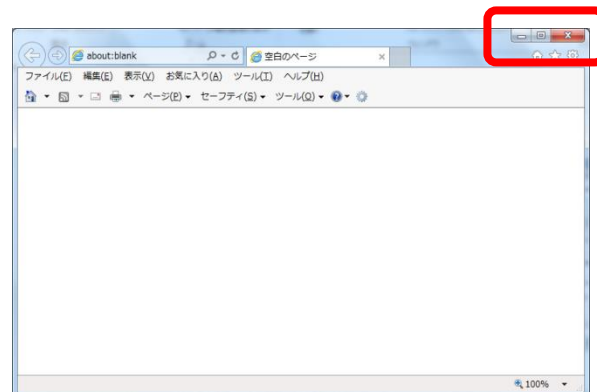 about:blank 空白のページ
ファイル(F) 編集(E) 表示(V) お気に入り(A) ツール(T) ヘルプ(H)
ページ(P) セーフティ(S) ツール(O)
100%